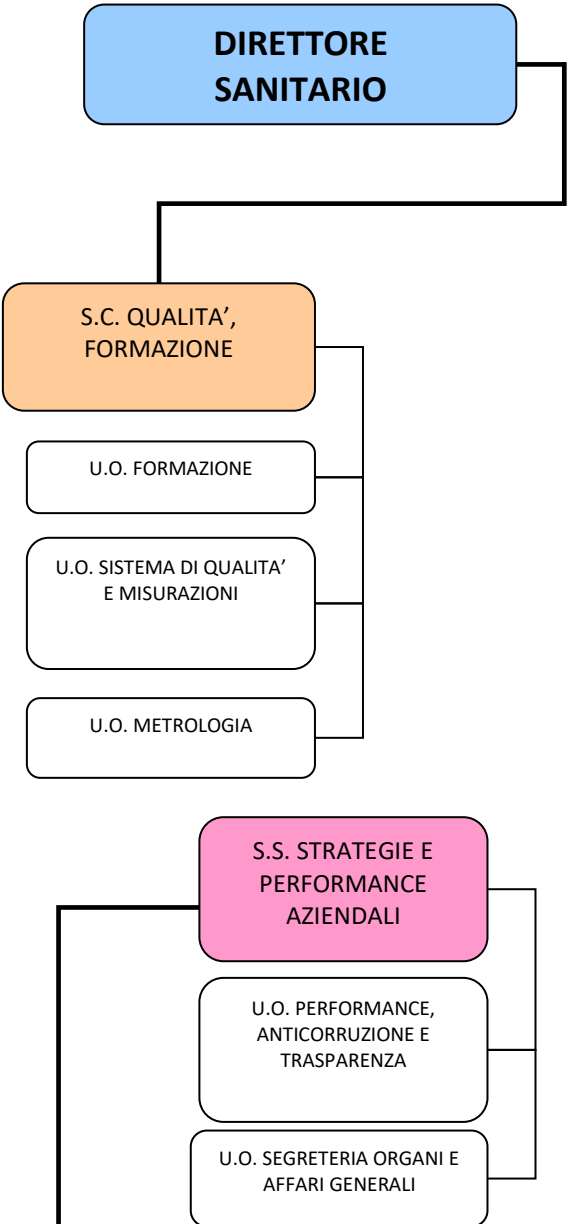 DIRETTORE
SANITARIO
S.C. QUALITA’,
FORMAZIONE
U.O. FORMAZIONE
U.O. SISTEMA DI QUALITA’
E MISURAZIONI
U.O. METROLOGIA
S.S. STRATEGIE E
PERFORMANCE
AZIENDALI
U.O. PERFORMANCE,
ANTICORRUZIONE E
TRASPARENZA
U.O. SEGRETERIA ORGANI E
AFFARI GENERALI